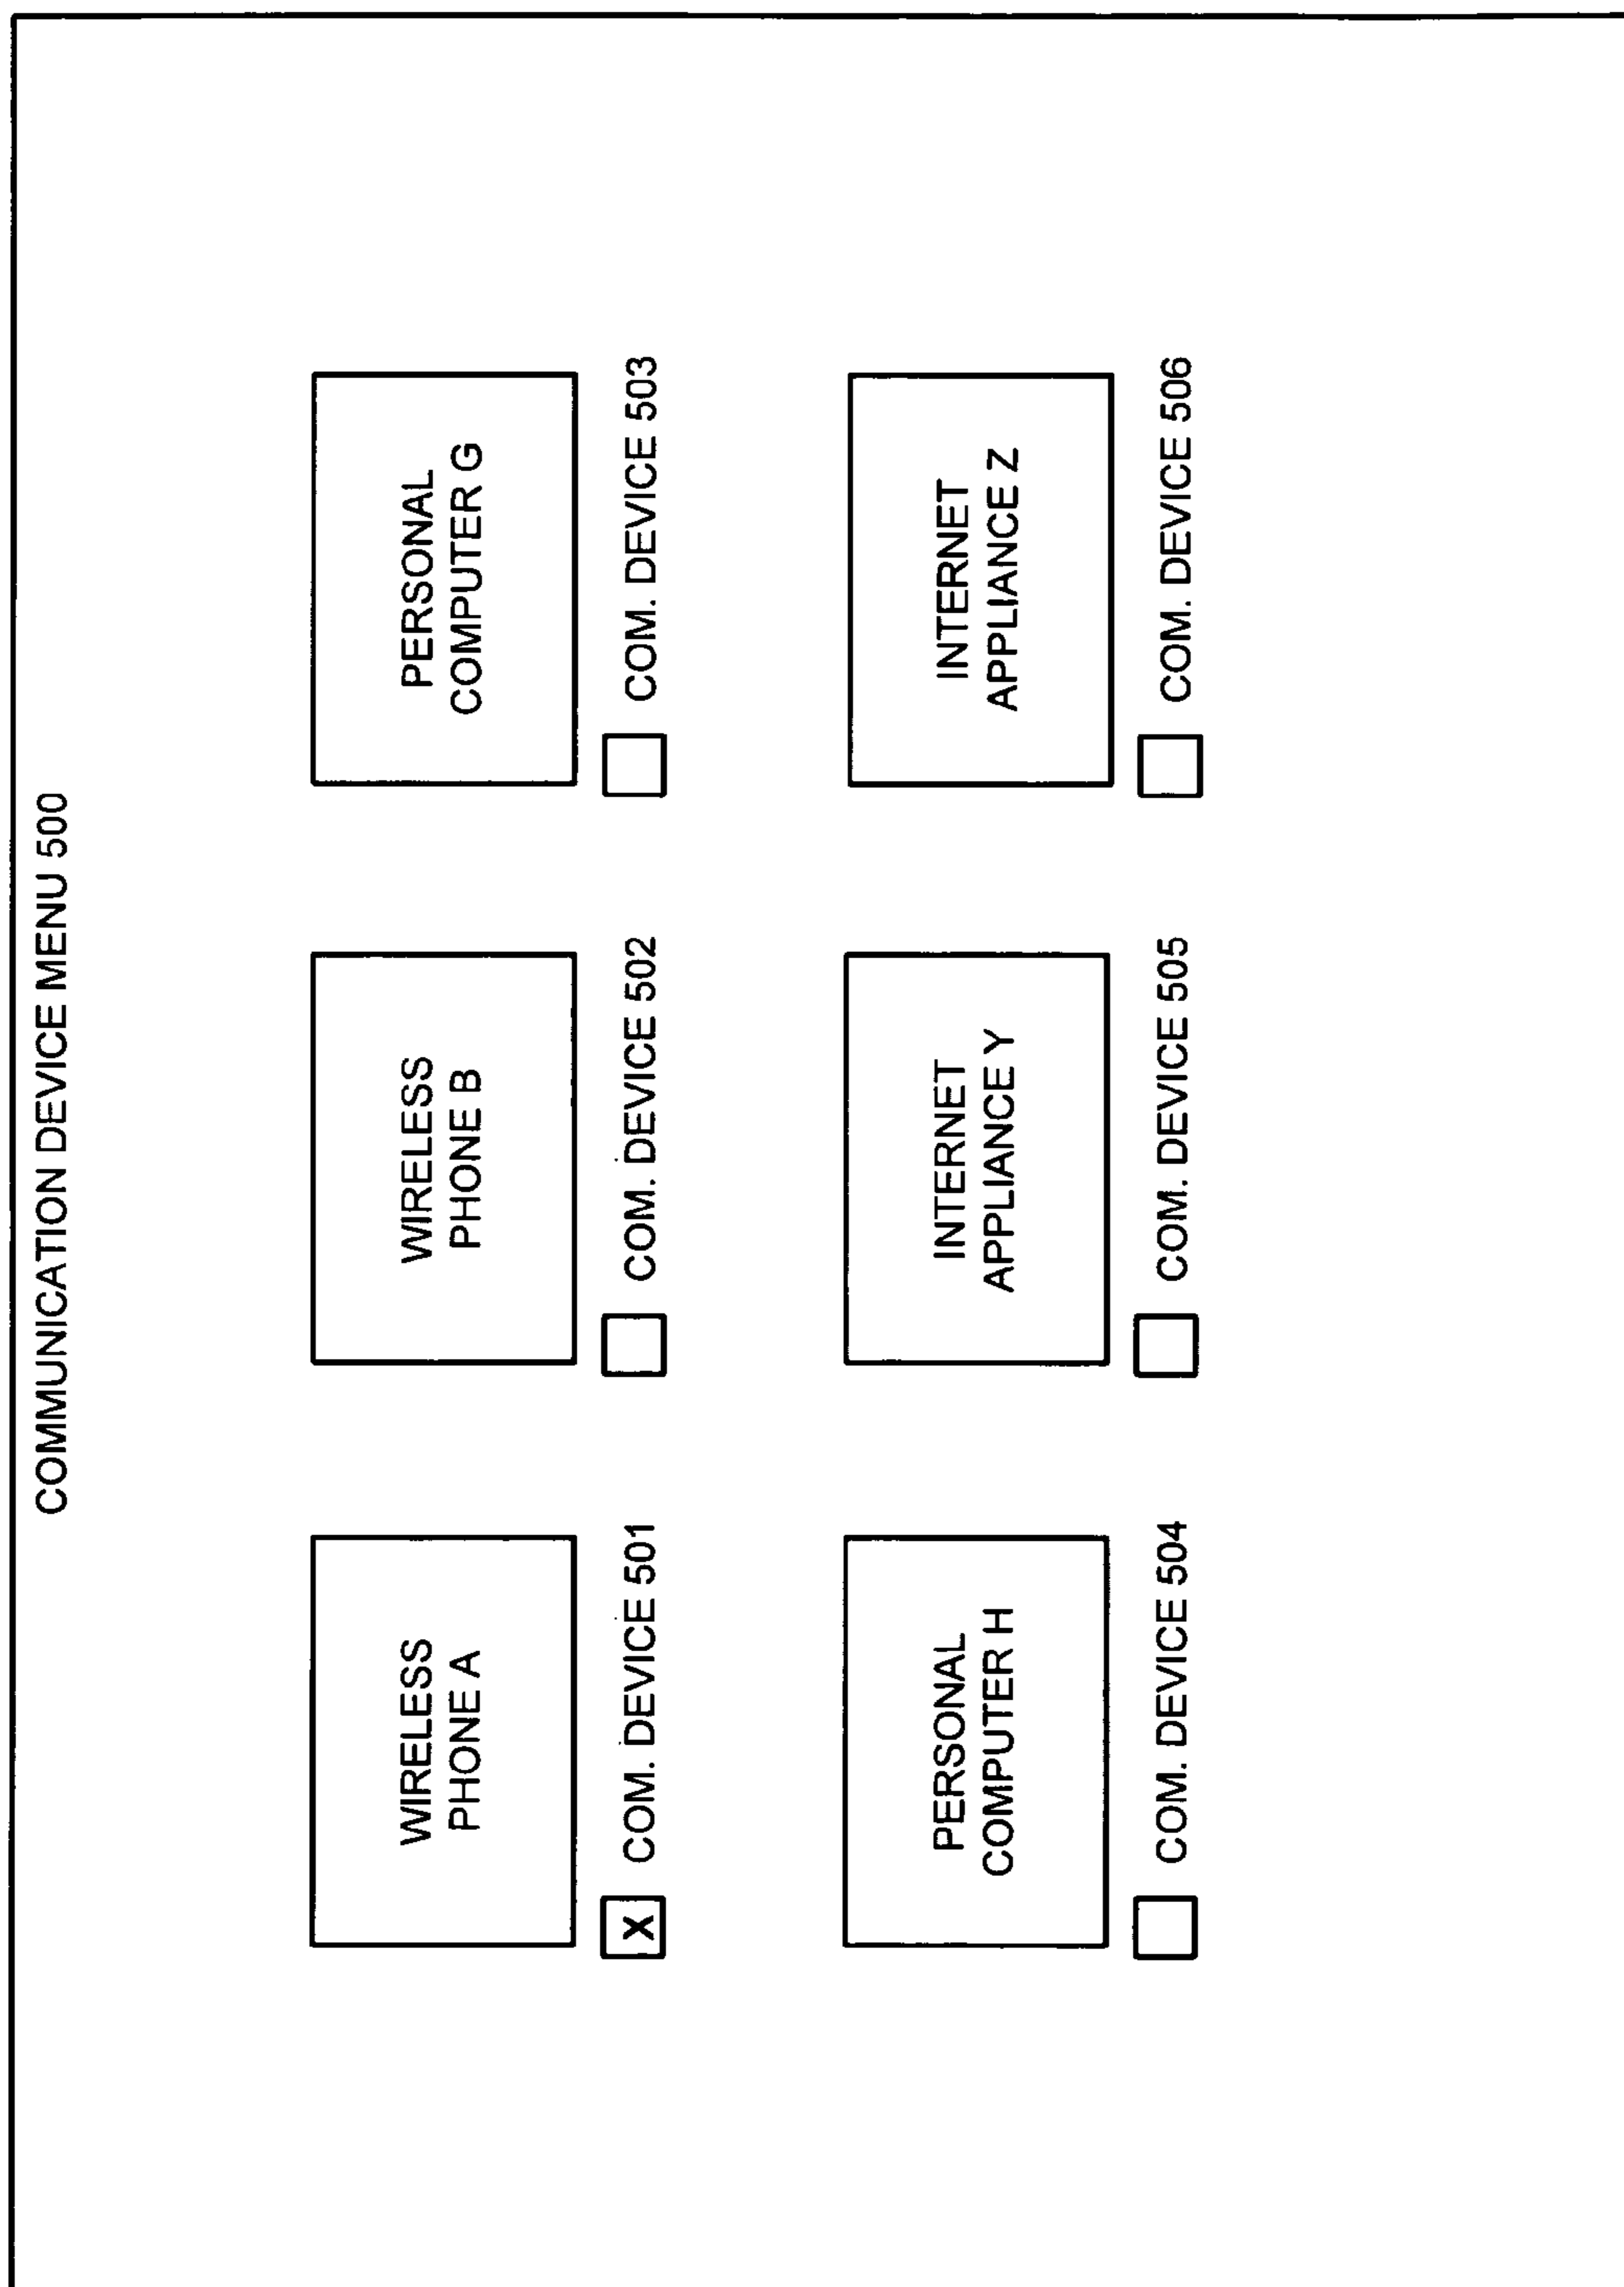 COMMUNICATION DEVICE MENU 500
WIRELESS
PHONE A
X COM. DEVICE 501
WIRELESS
PHONE B
COM. DEVICE 502
PERSONAL
COMPUTER G
COM. DEVICE 503
PERSONAL
COMPUTER H
COM. DEVICE 504
INTERNET
APPLIANCE Y
COM. DEVICE 505
INTERNET
APPLIANCE Z
COM. DEVICE 506